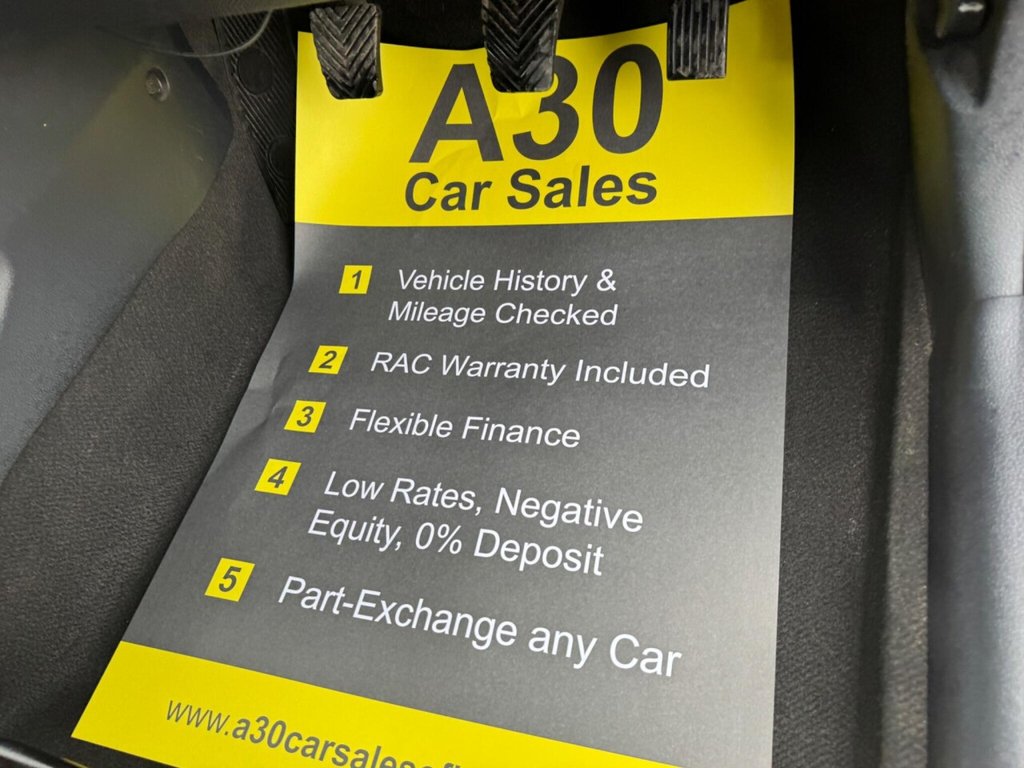 A30
Car Sales
1 Vehicle History &
Mileage Checked
2 RAC Warranty Included
3 Flexible Finance
4 Low Rates, Negative
Equity, 0% Deposit
5 Part-Exchange any Car